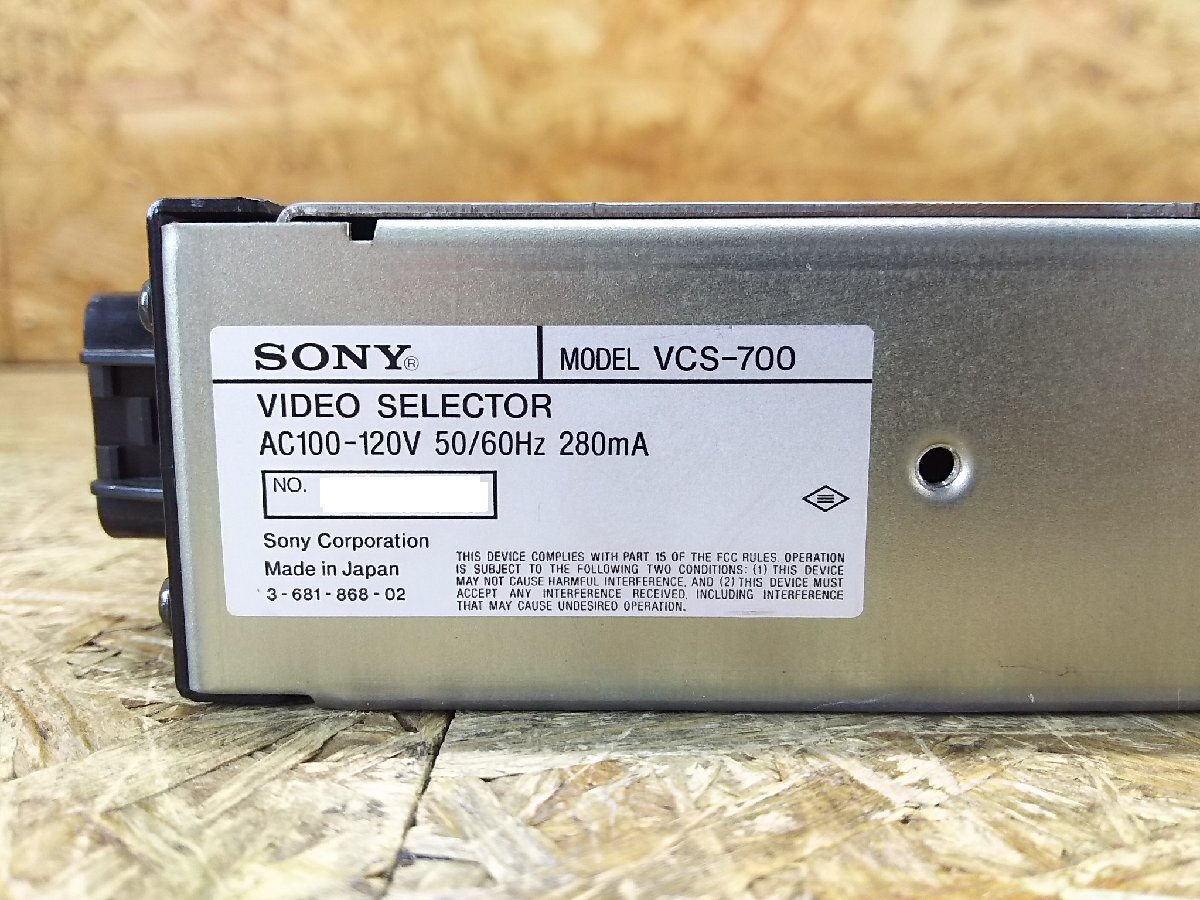 SONY®
MODEL VCS-700
VIDEO SELECTOR
AC100-120V 50/60Hz 280mA
NO.
Sony Corporation
Made in Japan
3-681-868-02
THIS DEVICE COMPLIES WITH PART 15 OF THE FCC RULES. OPERATION
IS SUBJECT TO THE FOLLOWING TWO CONDITIONS: (1) THIS DEVICE
MAY NOT CAUSE HARMFUL INTERFERENCE, AND (2) THIS DEVICE MUST
ACCEPT ANY INTERFERENCE RECEIVED, INCLUDING INTERFERENCE
THAT MAY CAUSE UNDESIRED OPERATION.